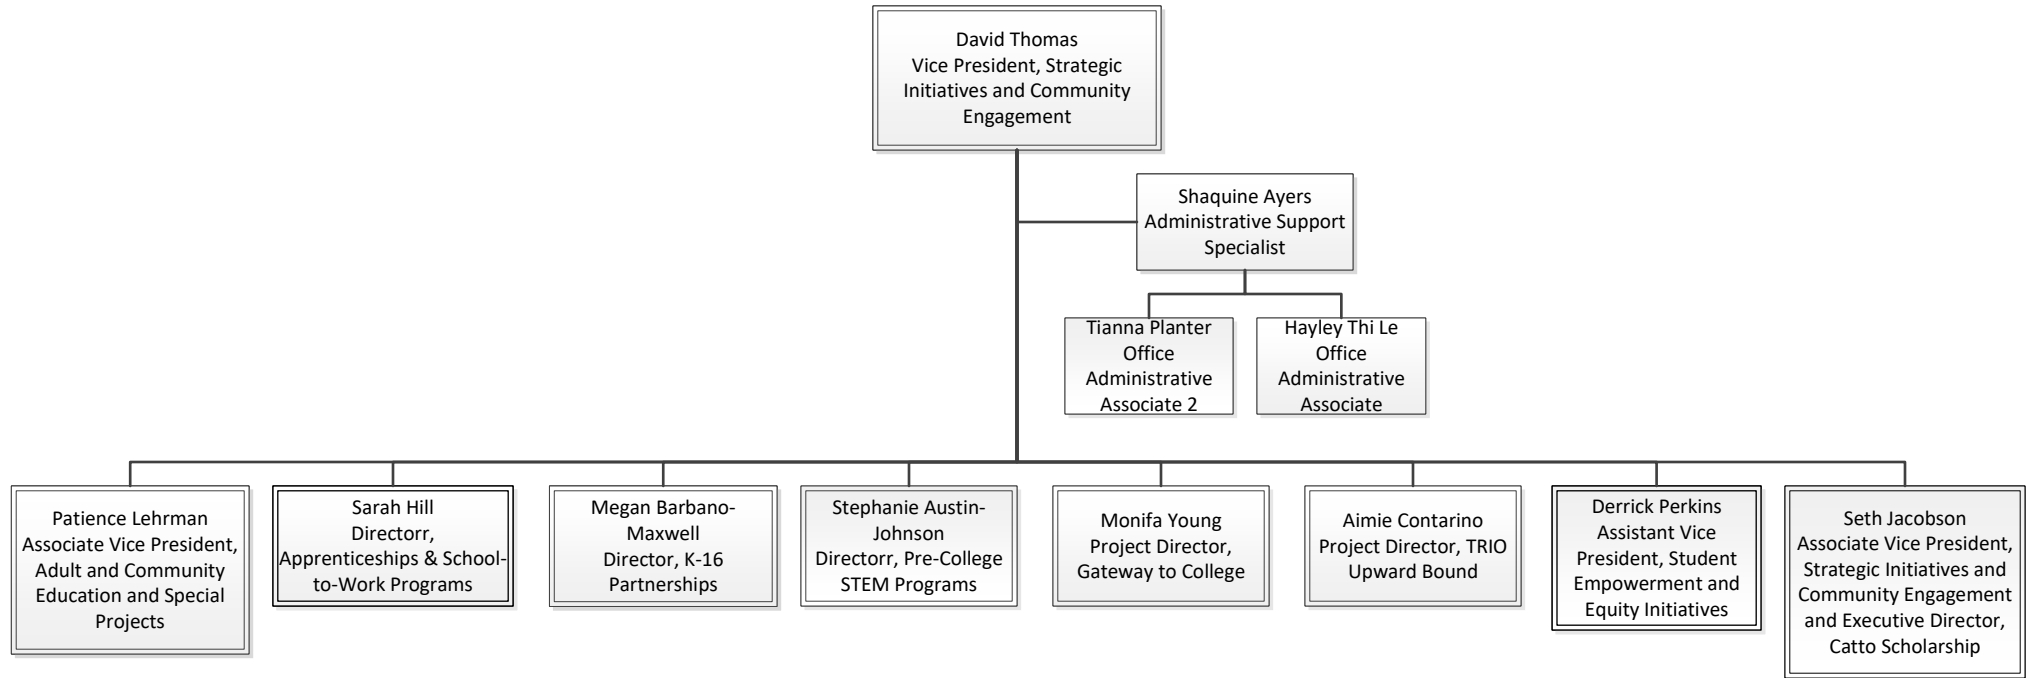 David Thomas
Vice President, Strategic
Initiatives and Community
Engagement
Shaquine Ayers
Administrative Support
Specialist
Tianna Planter
Office
Administrative
Associate 2
Hayley Thi Le
Office
Administrative
Associate
Patience Lehrman
Associate Vice President,
Adult and Community
Education and Special
Projects
Sarah Hill
Directorr,
Apprenticeships & School-
to-Work Programs
Megan Barbano-
Maxwell
Director, K-16
Partnerships
Stephanie Austin-
Johnson
Directorr, Pre-College
STEM Programs
Monifa Young
Project Director,
Gateway to College
Aimie Contarino
Project Director, TRIO
Upward Bound
Derrick Perkins
Assistant Vice
President, Student
Empowerment and
Equity Initiatives
Seth Jacobson
Associate Vice President,
Strategic Initiatives and
Community Engagement
and Executive Director,
Catto Scholarship